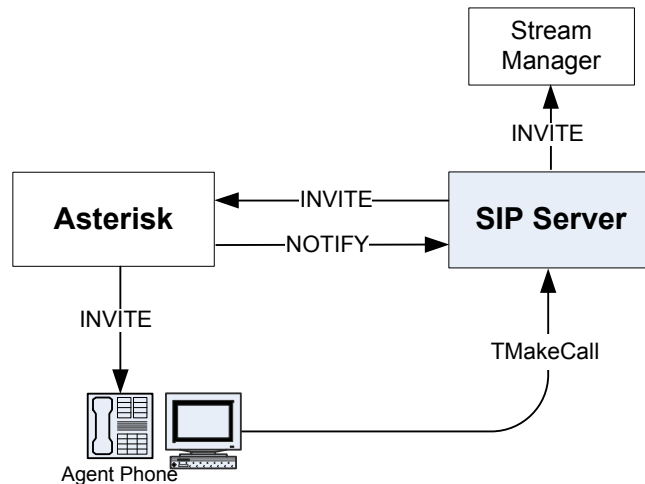 Stream
Manager
INVITE
INVITE
Asterisk
SIP Server
NOTIFY
INVITE
TMakeCall
Agent Phone